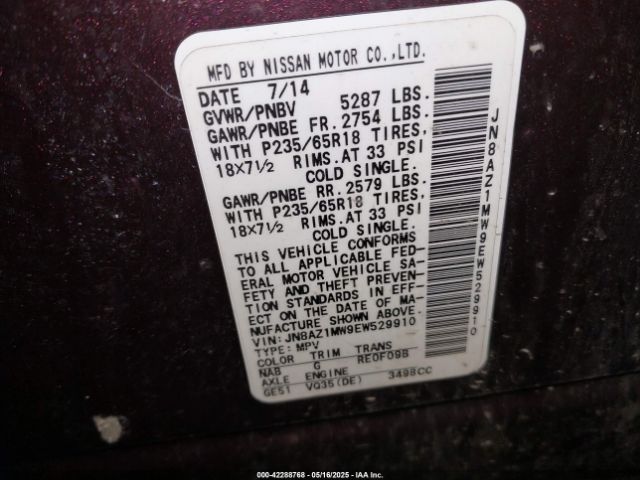 MFD BY NISSAN MOTOR CO.,LTD.
DATE 7/14
GVWR/PNBV 5287 LBS.
GAWR/PNBE FR. 2754 LBS.
WITH P235/65R18 TIRES,
18X7½ RIMS.AT 33 PSI
COLD SINGLE.
GAWR/PNBE RR. 2579 LBS.
WITH P235/65R18 TIRES,
18X7½ RIMS.AT 33 PSI
COLD SINGLE.
THIS VEHICLE CONFORMS
TO ALL APPLICABLE FED-
ERAL MOTOR VEHICLE SA-
FETY AND THEFT PREVEN-
TION STANDARDS IN EFF-
ECT ON THE DATE OF MA-
NUFACTURE SHOWN ABOVE.
VIN: JN8AZ1MW9EW529910
TYPE: MPV
COLOR TRIM TRANS
NAB G RE0F09B
AXLE ENGINE
GE51 VQ35(DE) 3498CC
JN8AZ1MW9EW529910
000-42288768 - 05/16/2025 - IAA Inc.